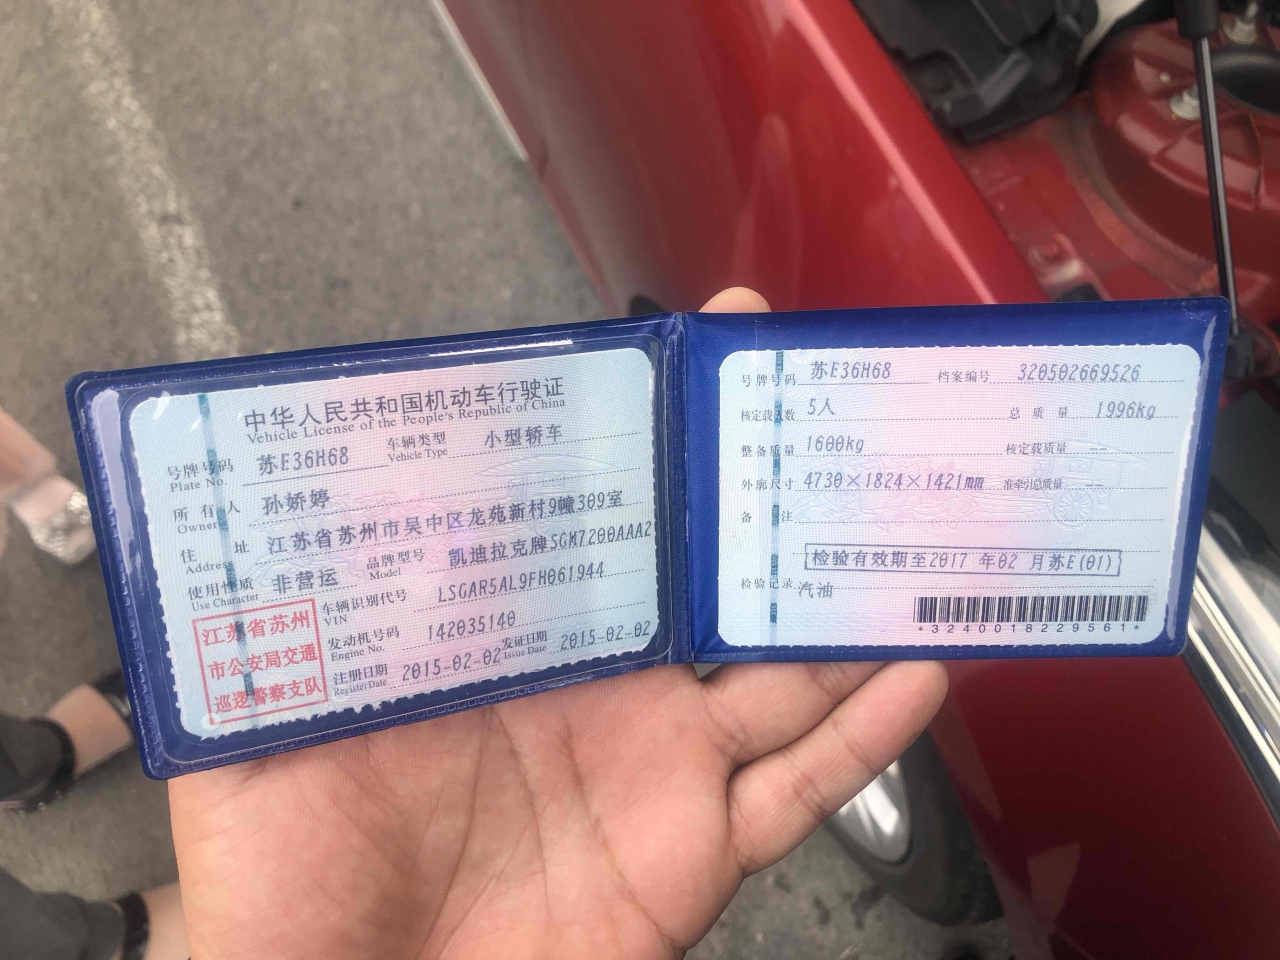 中华人民共和国机动车行驶证
Vehicle License of the People's Republic of China
号牌号码 苏E36H68 车辆类型 小型轿车
Plate No. Vehicle Type
所有人 孙娇婷
Owner
住址 江苏省苏州市吴中区龙苑新村9幢309室
Address
使用性质 非营运 品牌型号 凯迪拉克牌SGM7200AAA2
Use Character Model
车辆识别代号 LSGAR5AL9FH061944
VIN
发动机号码 142035140
Engine No.
注册日期 2015-02-02 发证日期 2015-02-02
Register Date Issue Date
江苏省苏州
市公安局交通
巡逻警察支队
号牌号码 苏E36H68 档案编号 320502669526
核定载人数 5人 总质量 1996kg
整备质量 1600kg 核定载质量 --
外廓尺寸 4730×1824×1421mm 准牵引总质量 --
备注
检验有效期至2017 年02 月苏E(01)
检验记录 汽油
*3240018229561*